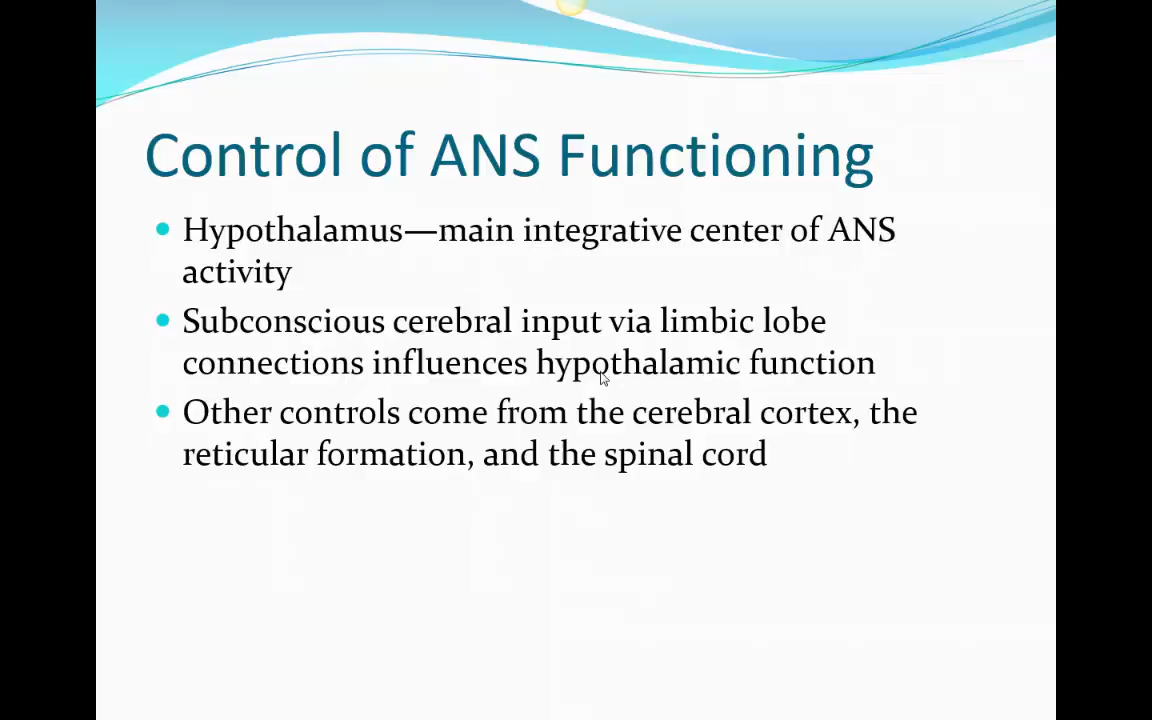 Control of ANS Functioning
Hypothalamus—main integrative center of ANS
activity
Subconscious cerebral input via limbic lobe
connections influences hypothalamic function
Other controls come from the cerebral cortex, the
reticular formation, and the spinal cord